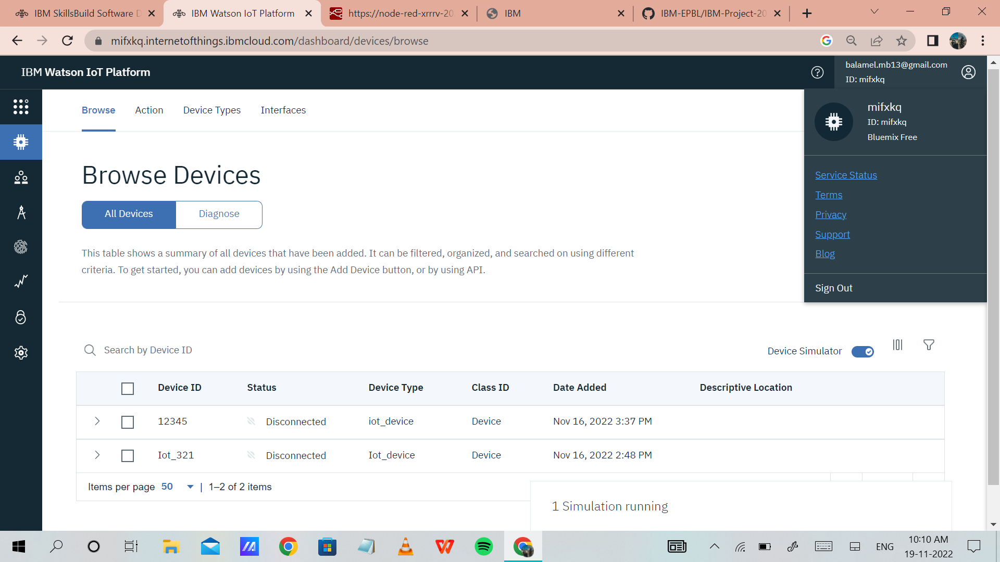 IBM SkillsBuild Software D
IBM Watson IoT Platform
https://node-red-xrrrv-20
IBM
IBM-EPBL/IBM-Project-20
mifxkq.internetofthings.ibmcloud.com/dashboard/devices/browse
IBM Watson IoT Platform
balamel.mb13@gmail.com
ID: mifxkq
Browse
Action
Device Types
Interfaces
mifxkq
ID: mifxkq
Bluemix Free
Browse Devices
All Devices
Diagnose
Service Status
Terms
Privacy
Support
Blog
Sign Out
This table shows a summary of all devices that have been added. It can be filtered, organized, and searched on using different
criteria. To get started, you can add devices by using the Add Device button, or by using API.
Search by Device ID
Device Simulator
Device ID Status Device Type Class ID Date Added Descriptive Location
12345 Disconnected iot_device Device Nov 16, 2022 3:37 PM
Iot_321 Disconnected Iot_device Device Nov 16, 2022 2:48 PM
Items per page 50 | 1–2 of 2 items
1 Simulation running
ENG
10:10 AM
19-11-2022